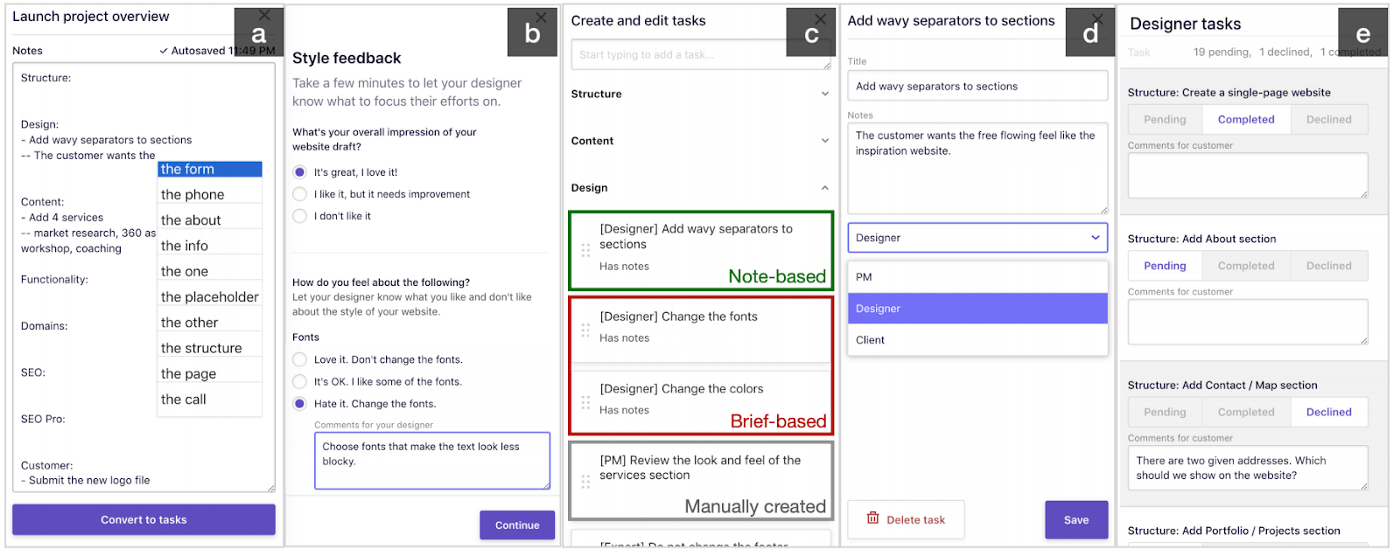 Launch project overview
a
Notes
✓ Autosaved 11:49 PM
Structure:
Design:
- Add wavy separators to sections
-- The customer wants the
the form
the phone
the about
the info
the one
the placeholder
the other
the structure
the page
the call
Content:
- Add 4 services
-- market research, 360 as
workshop, coaching
Functionality:
Domains:
SEO:
SEO Pro:
Customer:
- Submit the new logo file
Convert to tasks
b
Style feedback
Take a few minutes to let your designer
know what to focus their efforts on.
What's your overall impression of your
website draft?
It's great, I love it!
I like it, but it needs improvement
I don't like it
How do you feel about the following?
Let your designer know what you like and don't like
about the style of your website.
Fonts
Love it. Don't change the fonts.
It's OK. I like some of the fonts.
Hate it. Change the fonts.
Comments for your designer
Choose fonts that make the text look less
blocky.
Continue
Create and edit tasks
c
Start typing to add a task...
Structure
Content
Design
[Designer] Add wavy separators to
sections
Has notes
Note-based
[Designer] Change the fonts
Has notes
[Designer] Change the colors
Has notes
Brief-based
[PM] Review the look and feel of the
services section
Manually created
[Expert] Do not change the footer
Add wavy separators to sections
d
Title
Add wavy separators to sections
Notes
The customer wants the free flowing feel like the
inspiration website.
Designer
PM
Designer
Client
Delete task
Save
Designer tasks
e
Task
19 pending, 1 declined, 1 completed
Structure: Create a single-page website
Pending Completed Declined
Comments for customer
Structure: Add About section
Pending Completed Declined
Comments for customer
Structure: Add Contact / Map section
Pending Completed Declined
Comments for customer
There are two given addresses. Which
should we show on the website?
Structure: Add Portfolio / Projects section